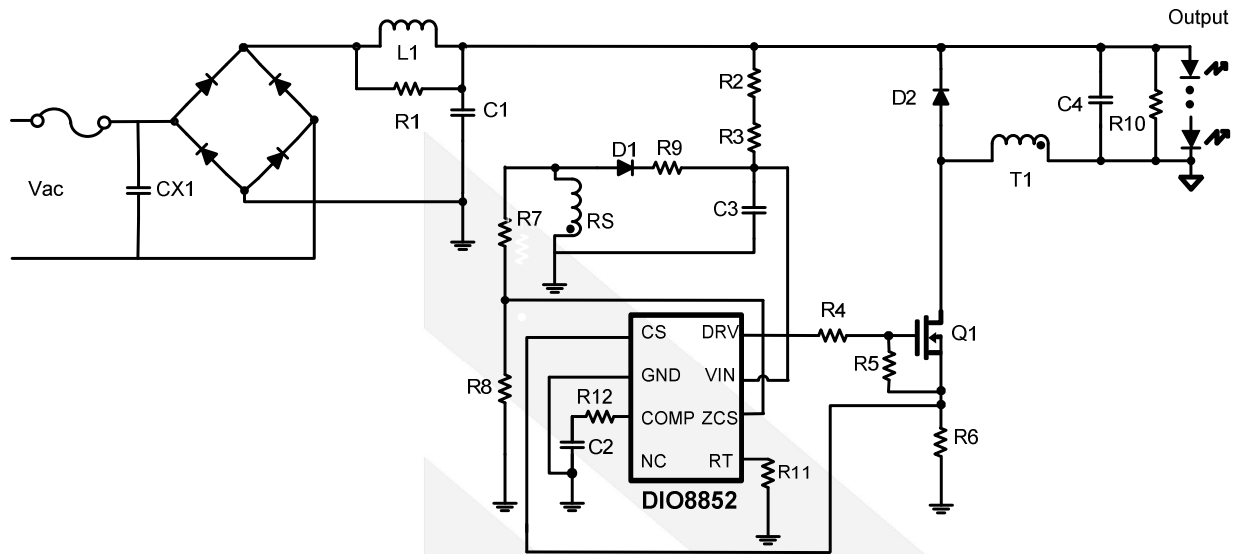 Output
L1
R1
C1
R2
R3
D2
C4
R10
T1
Vac
CX1
D1
R9
R7
RS
C3
CS
DRV
R4
Q1
R5
GND
VIN
R8
R12
COMP
ZCS
C2
R6
NC
RT
R11
DIO8852